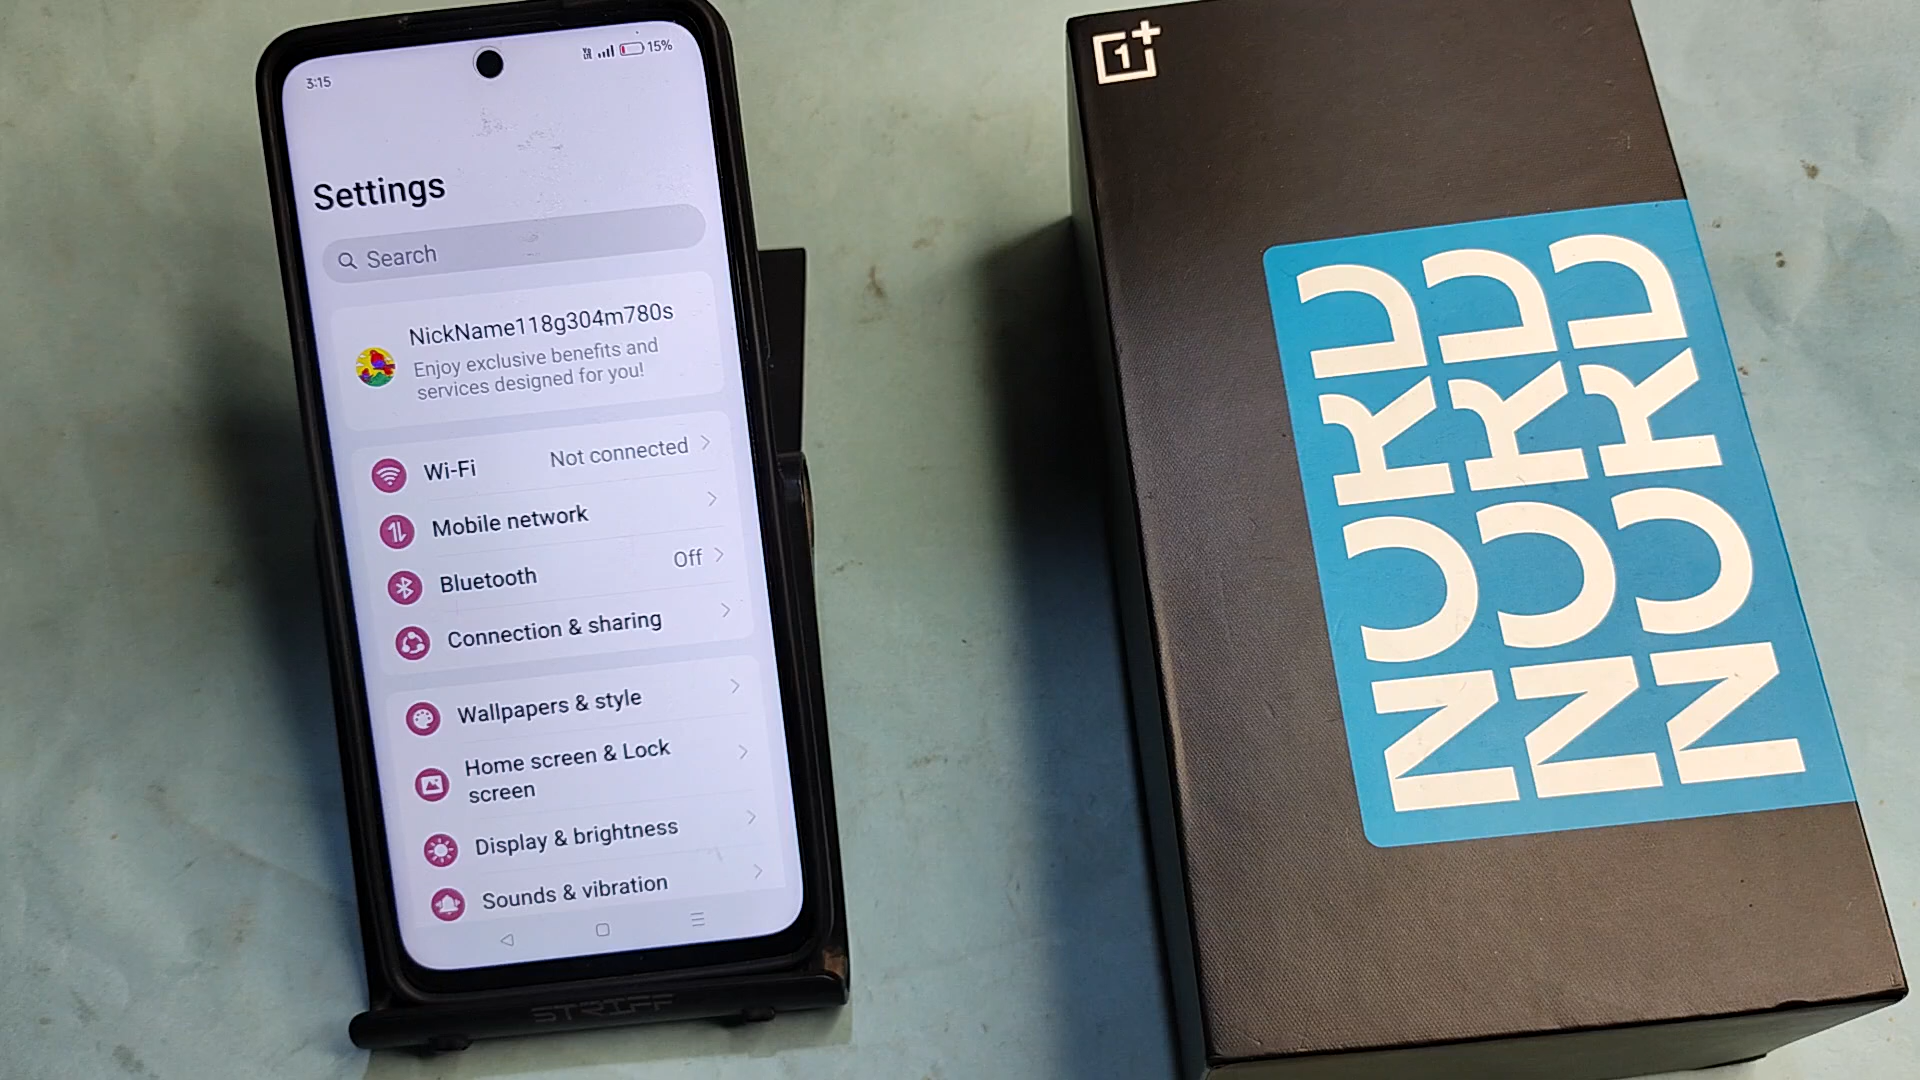 3:15
15%
Settings
Search
NickName118g304m780s
Enjoy exclusive benefits and
services designed for you!
Wi-Fi Not connected
Mobile network
Bluetooth Off
Connection & sharing
Wallpapers & style
Home screen & Lock
screen
Display & brightness
Sounds & vibration
STRIFF
1+
NORD
NORD
NORD